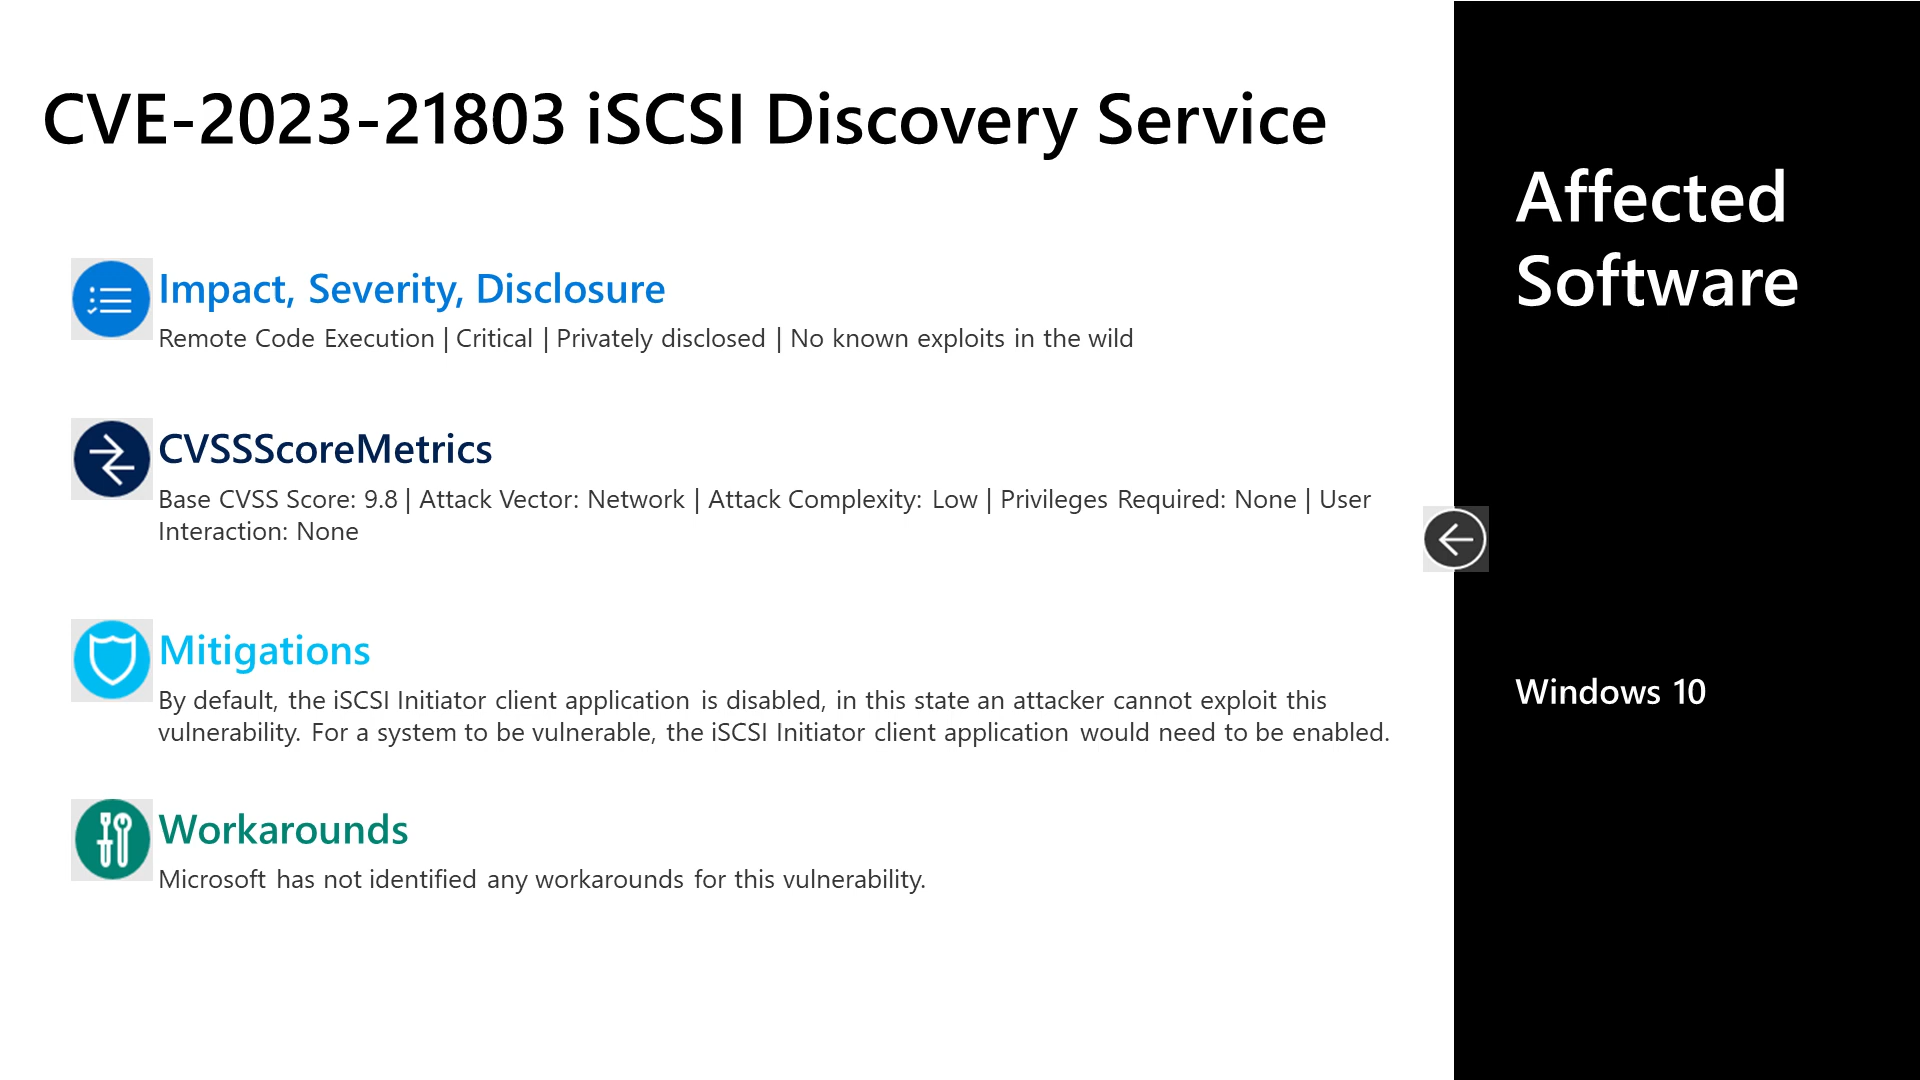 CVE-2023-21803 iSCSI Discovery Service
Impact, Severity, Disclosure
Remote Code Execution | Critical | Privately disclosed | No known exploits in the wild
CVSSScoreMetrics
Base CVSS Score: 9.8 | Attack Vector: Network | Attack Complexity: Low | Privileges Required: None | User
Interaction: None
Mitigations
By default, the iSCSI Initiator client application is disabled, in this state an attacker cannot exploit this
vulnerability. For a system to be vulnerable, the iSCSI Initiator client application would need to be enabled.
Workarounds
Microsoft has not identified any workarounds for this vulnerability.
Affected
Software
Windows 10